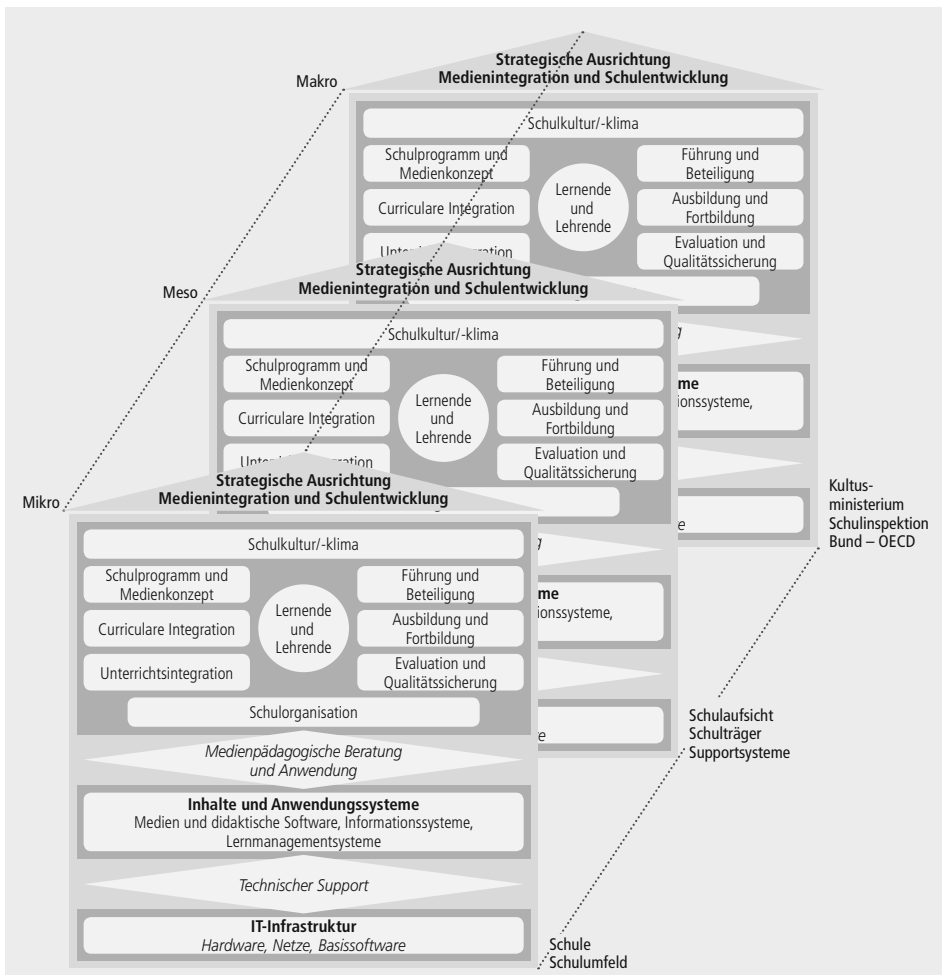 Makro
Strategische Ausrichtung
Medienintegration und Schulentwicklung
Schulkultur/-klima
Schulprogramm und
Medienkonzept
Curriculare Integration
Lernende
und
Lehrende
Führung und
Beteiligung
Ausbildung und
Fortbildung
Evaluation und
Qualitätssicherung
g
me
ionssysteme,
e
Kultus-
ministerium
Schulinspektion
Bund – OECD
Meso
Strategische Ausrichtung
Medienintegration und Schulentwicklung
Schulkultur/-klima
Schulprogramm und
Medienkonzept
Curriculare Integration
Lernende
und
Lehrende
Führung und
Beteiligung
Ausbildung und
Fortbildung
Evaluation und
Qualitätssicherung
g
me
ionssysteme,
re
Schulaufsicht
Schulträger
Supportsysteme
Mikro
Strategische Ausrichtung
Medienintegration und Schulentwicklung
Schulkultur/-klima
Schulprogramm und
Medienkonzept
Curriculare Integration
Unterrichtsintegration
Lernende
und
Lehrende
Führung und
Beteiligung
Ausbildung und
Fortbildung
Evaluation und
Qualitätssicherung
Schulorganisation
Medienpädagogische Beratung
und Anwendung
Inhalte und Anwendungssysteme
Medien und didaktische Software, Informationssysteme,
Lernmanagementsysteme
Technischer Support
IT-Infrastruktur
Hardware, Netze, Basissoftware
Schule
Schulumfeld